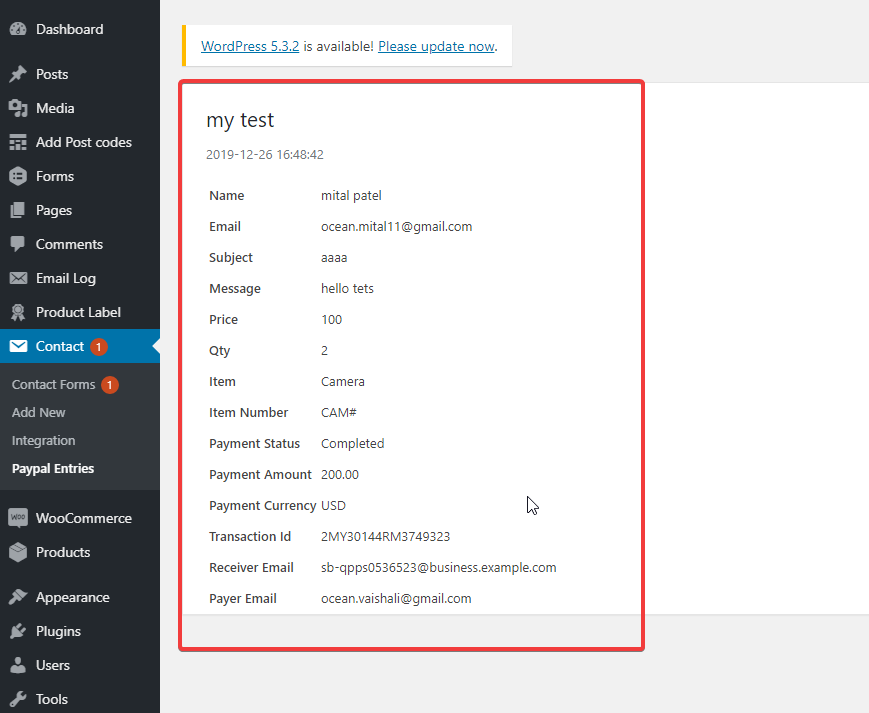 Dashboard
Posts
Media
Add Post codes
Forms
Pages
Comments
Email Log
Product Label
Contact 1
Contact Forms 1
Add New
Integration
Paypal Entries
WOO WooCommerce
Products
Appearance
Plugins
Users
Tools
WordPress 5.3.2 is available! Please update now.
my test
2019-12-26 16:48:42
Name mital patel
Email ocean.mital11@gmail.com
Subject aaaa
Message hello tets
Price 100
Qty 2
Item Camera
Item Number CAM#
Payment Status Completed
Payment Amount 200.00
Payment Currency USD
Transaction Id 2MY30144RM3749323
Receiver Email sb-qpps0536523@business.example.com
Payer Email ocean.vaishali@gmail.com